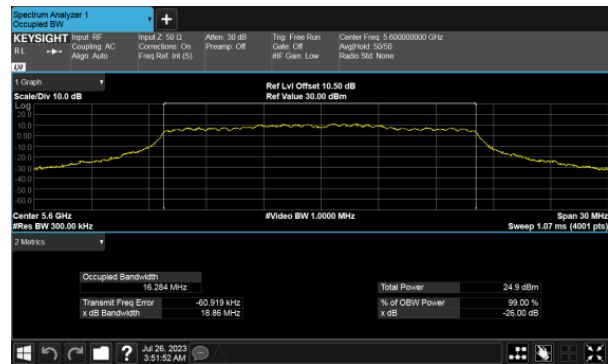 Spectrum Analyzer 1
Occupied BW
KEYSIGHT Input: RF Input Z: 50 Ω Atten: 30 dB Trig: Free Run Center Freq: 5.600000000 GHz
RL Coupling: AC Corrections: On Preamp: Off Gate: Off Avg|Hold: 50/50
Align: Auto Freq Ref: Int (S) #IF Gain: Low Radio Std: None
1 Graph
Scale/Div 10.0 dB Ref Lvl Offset 10.50 dB
Ref Value 30.00 dBm
Log
20.0
10.0
0.00
-10.0
-20.0
-30.0
-40.0
-50.0
-60.0
Center 5.6 GHz #Video BW 1.0000 MHz Span 30 MHz
#Res BW 300.00 kHz Sweep 1.07 ms (4001 pts)
2 Metrics
Occupied Bandwidth
16.284 MHz Total Power 24.9 dBm
Transmit Freq Error -60.919 kHz % of OBW Power 99.00 %
x dB Bandwidth 18.86 MHz x dB -26.00 dB
? Jul 26, 2023
3:51:52 AM